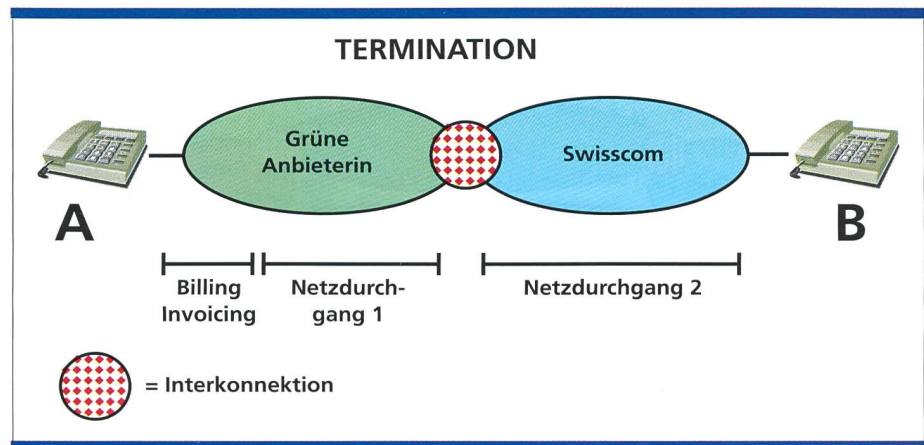 TERMINATION
Grüne
Anbieterin
Swisscom
A
B
Billing
Invoicing
Netzdurch-
gang 1
Netzdurchgang 2
= Interkonnektion